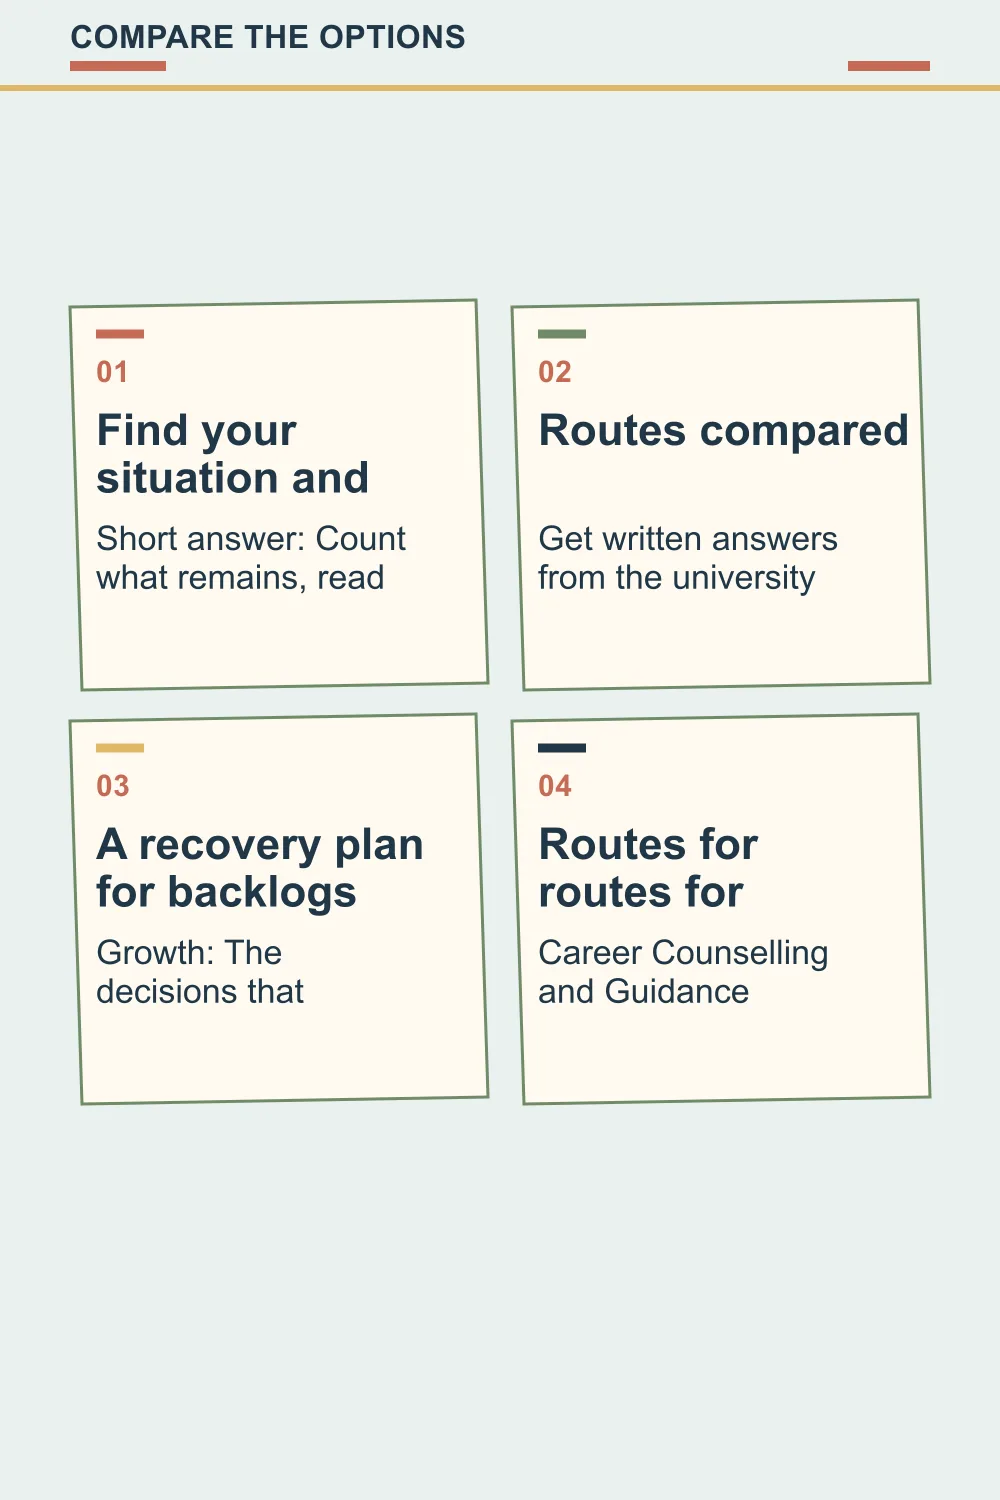 COMPARE THE OPTIONS
01
Find your
situation and
Short answer: Count
what remains, read
02
Routes compared
Get written answers
from the university
03
A recovery plan
for backlogs
Growth: The
decisions that
04
Routes for
routes for
Career Counselling
and Guidance